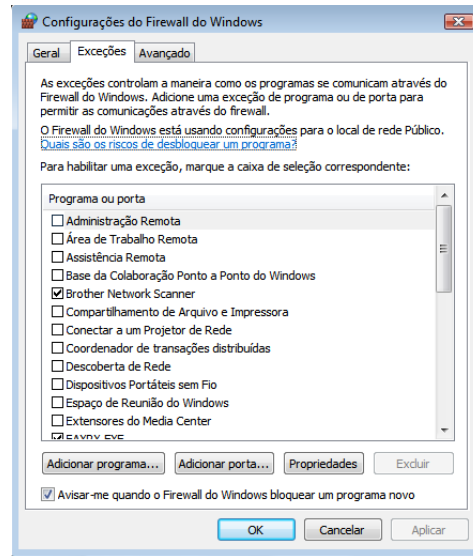 Configurações do Firewall do Windows
Geral Exceções Avançado
As exceções controlam a maneira como os programas se comunicam através do
Firewall do Windows. Adicione uma exceção de programa ou de porta para
permitir as comunicações através do firewall.
O Firewall do Windows está usando configurações para o local de rede Público.
Quais são os riscos de desbloquear um programa?
Para habilitar uma exceção, marque a caixa de seleção correspondente:
Programa ou porta
Administração Remota
Área de Trabalho Remota
Assistência Remota
Base da Colaboração Ponto a Ponto do Windows
Brother Network Scanner
Compartilhamento de Arquivo e Impressora
Conectar a um Projetor de Rede
Coordenador de transações distribuídas
Descoberta de Rede
Dispositivos Portáteis sem Fio
Espaço de Reunião do Windows
Extensores do Media Center
FAXRX.EXE
Adicionar programa... Adicionar porta... Propriedades Excluir
Avisar-me quando o Firewall do Windows bloquear um programa novo
OK Cancelar Aplicar